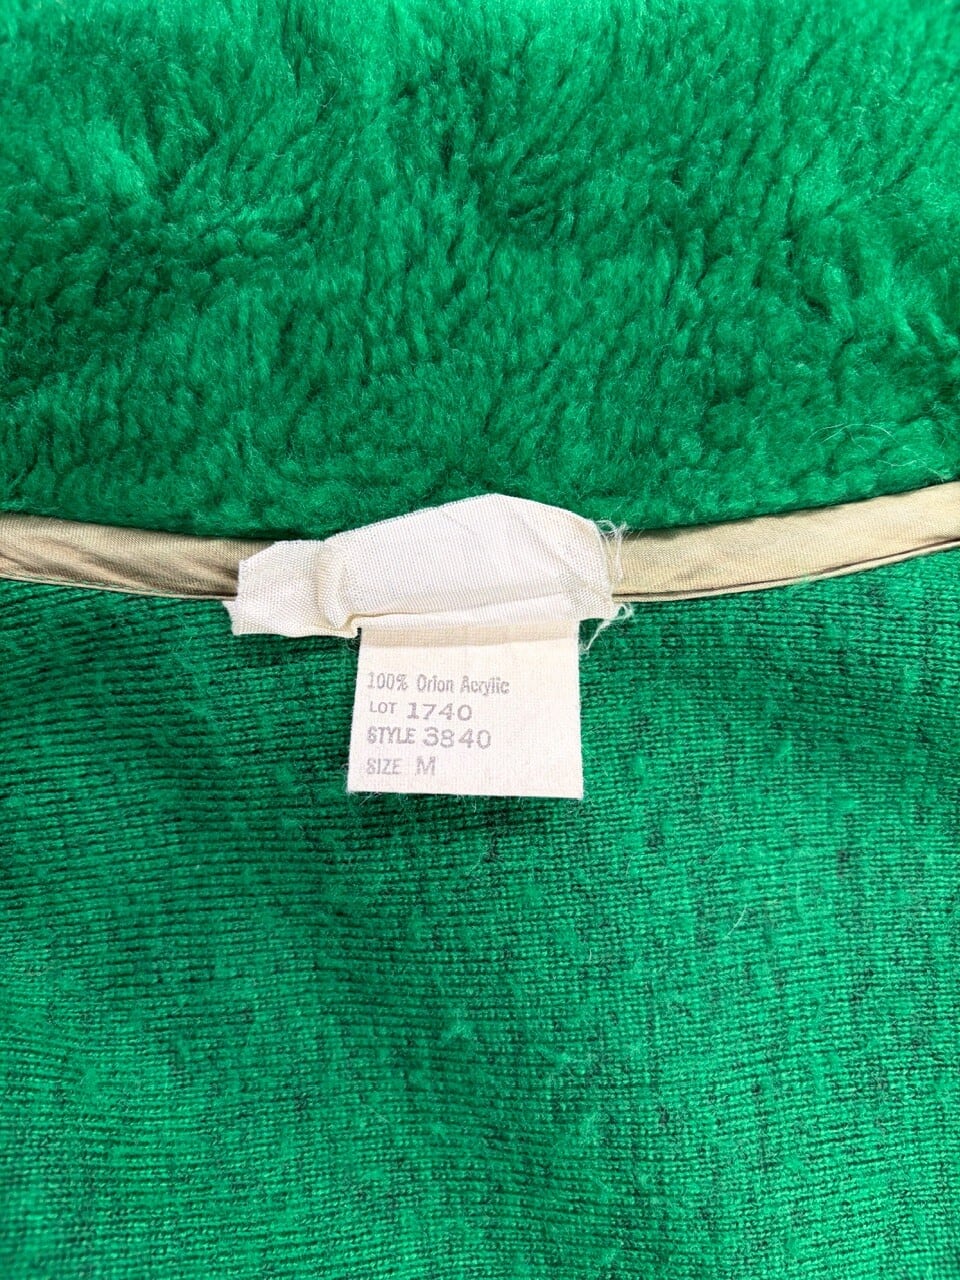 100% Orlon Acrylic
LOT 1740
STYLE 3840
SIZE M